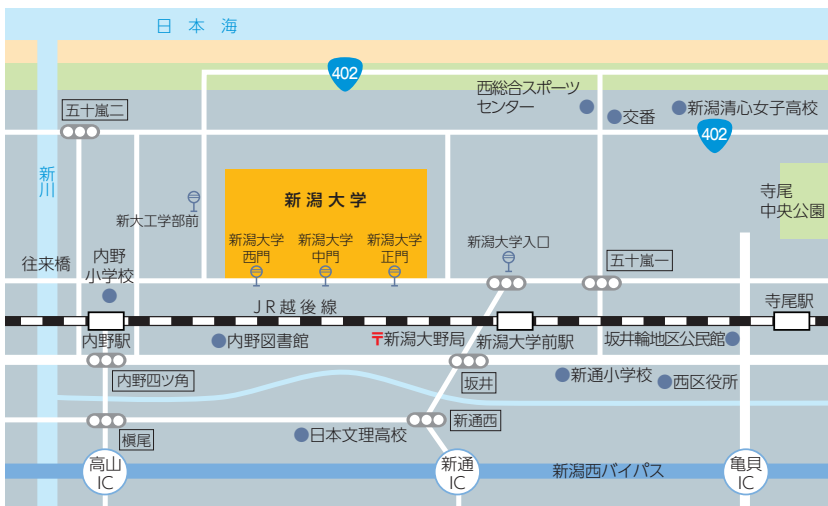 日本海
402
西総合スポーツ
センター
交番
新潟清心女子高校
402
五十嵐二
新川
新潟大学
寺尾
中央公園
新大工学部前
新潟大学
西門
新潟大学
中門
新潟大学
正門
新潟大学入口
往来橋
内野
小学校
五十嵐一
JR越後線
寺尾駅
内野駅
内野図書館
〒新潟大野局
新潟大学前駅
坂井輪地区公民館
内野四ツ角
坂井
新通小学校
西区役所
新通西
槇尾
日本文理高校
高山
IC
新通
IC
新潟西バイパス
亀貝
IC